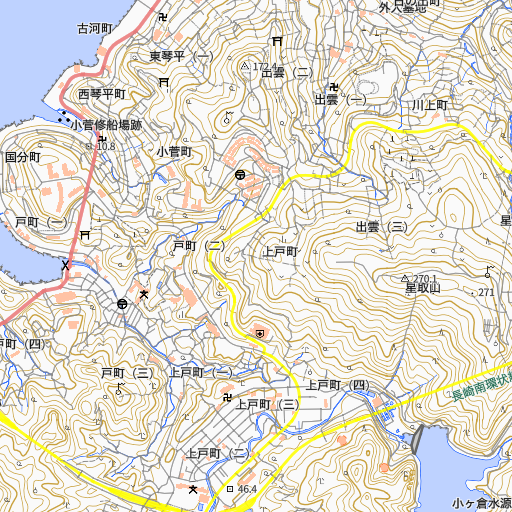 日の出町
外人墓地
古河町
東琴平（一）
172.4
出雲（二）
西琴平町
出雲（一）
川上町
小菅修船場跡
10.8
国分町
小菅町
戸町（一）
出雲（三）
戸町（二）
上戸町
270.1
星取山
271
戸町（四）
戸町（三）
上戸町（一）
上戸町（四）
長崎南環状線
上戸町（三）
上戸町（二）
46.4
小ヶ倉水源